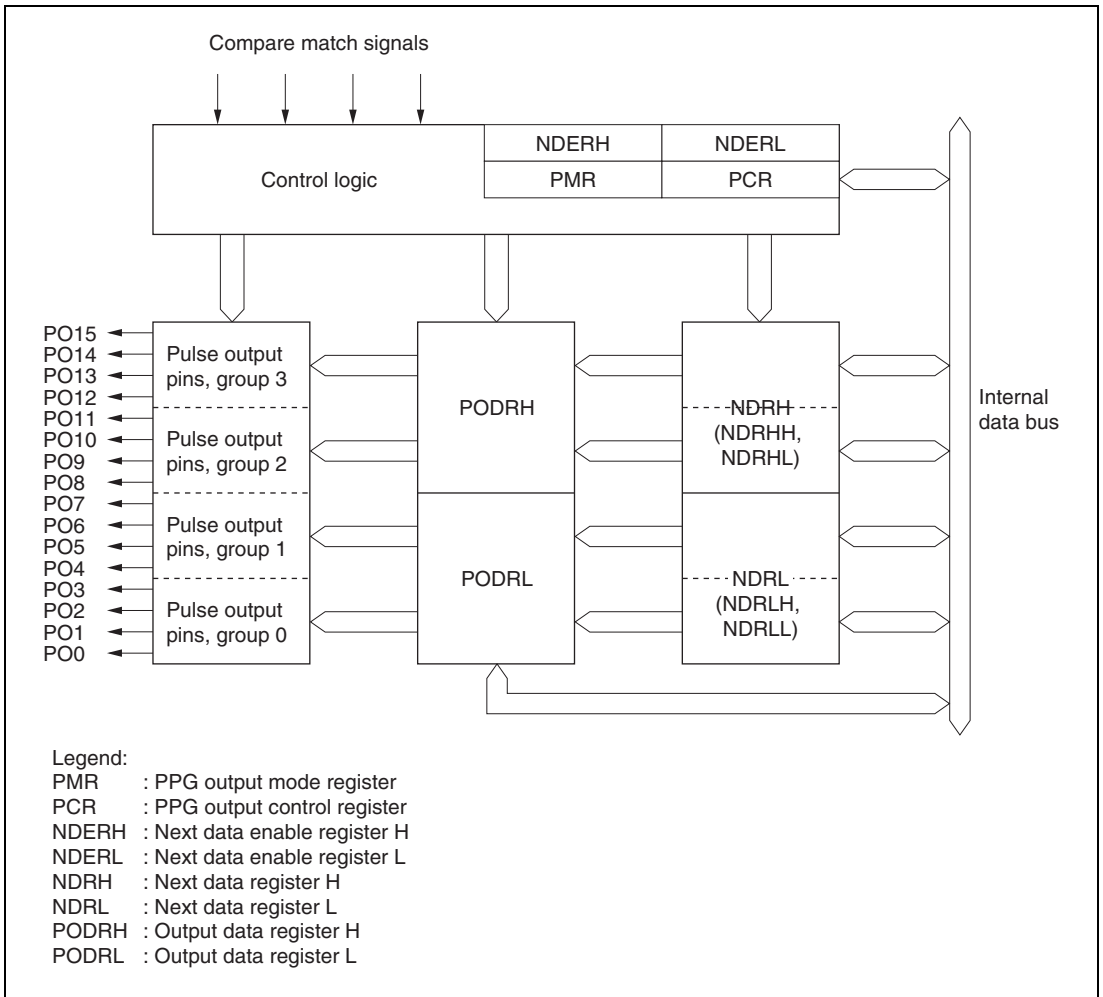 Compare match signals
NDERH NDERL
Control logic
PMR PCR
PO15
PO14
PO13
PO12
PO11
PO10
PO9
PO8
PO7
PO6
PO5
PO4
PO3
PO2
PO1
PO0
Pulse output
pins, group 3
Pulse output
pins, group 2
Pulse output
pins, group 1
Pulse output
pins, group 0
PODRH
PODRL
NDRH
(NDRHH,
NDRHL)
NDRL
(NDRLH,
NDRLL)
Internal
data bus
Legend:
PMR : PPG output mode register
PCR : PPG output control register
NDERH : Next data enable register H
NDERL : Next data enable register L
NDRH : Next data register H
NDRL : Next data register L
PODRH : Output data register H
PODRL : Output data register L